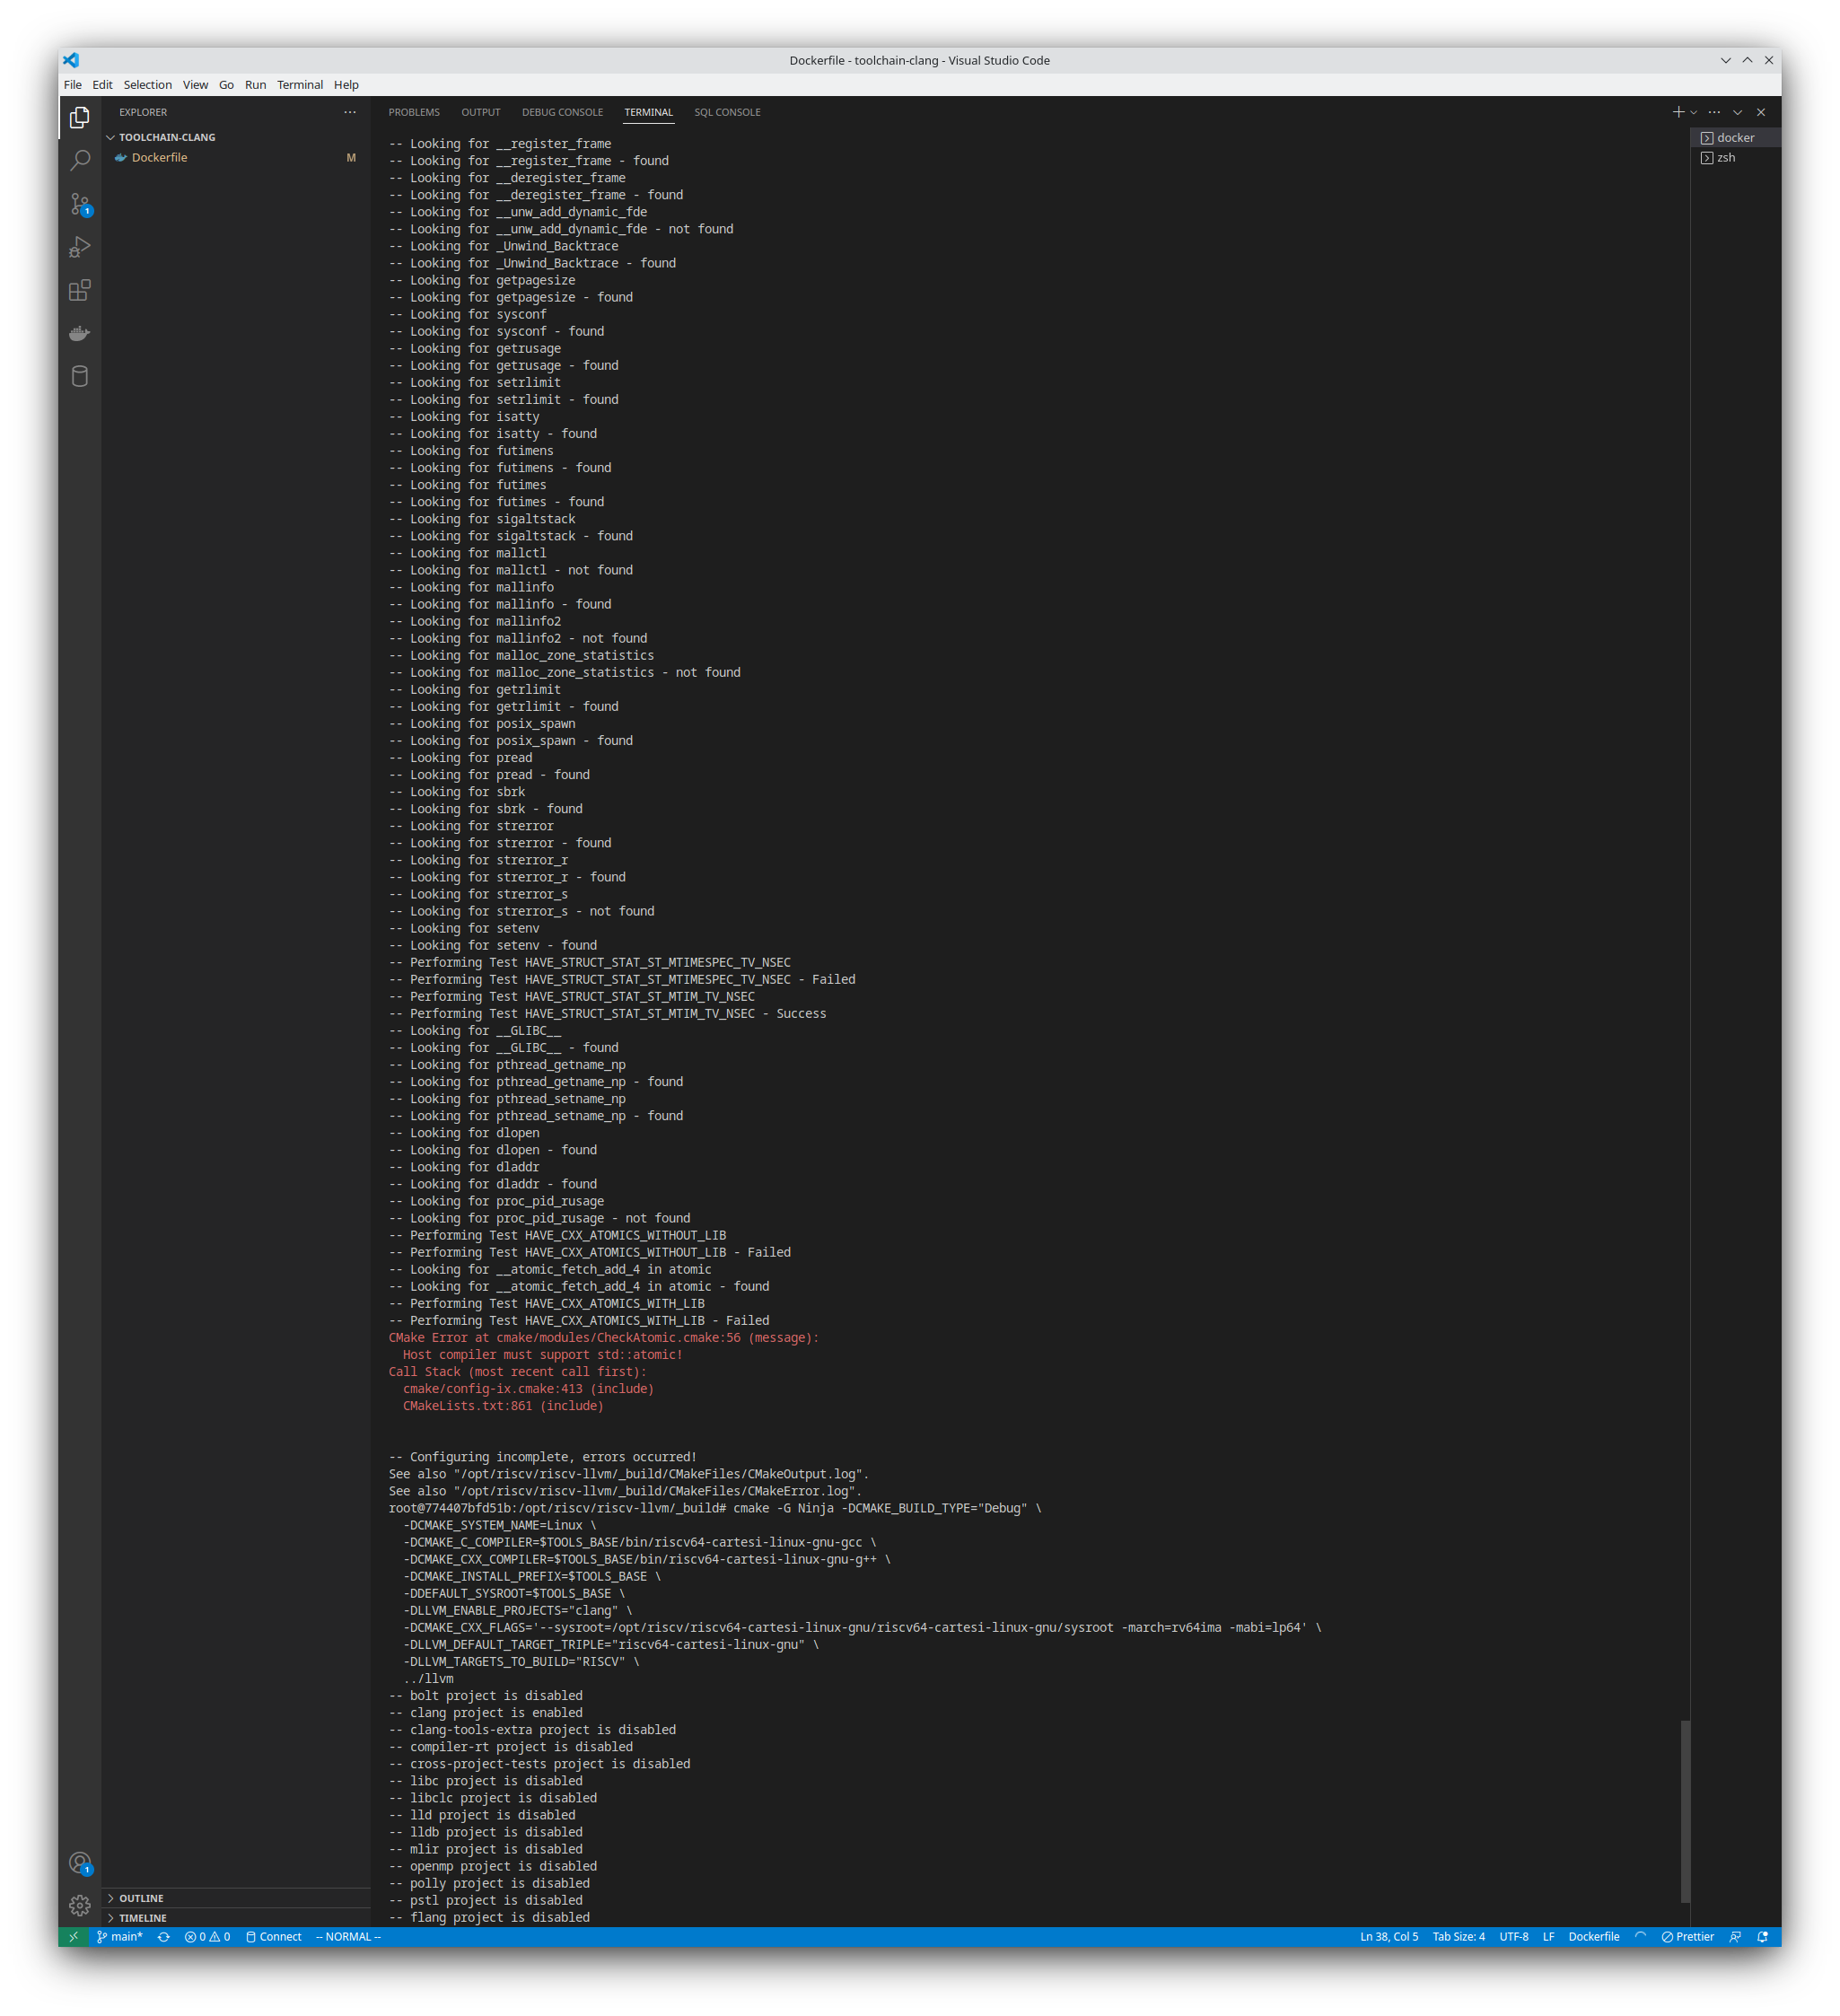 Dockerfile - toolchain-clang - Visual Studio Code
File Edit Selection View Go Run Terminal Help
EXPLORER
TOOLCHAIN-CLANG
Dockerfile M
1
PROBLEMS OUTPUT DEBUG CONSOLE TERMINAL SQL CONSOLE
docker
zsh
-- Looking for __register_frame
-- Looking for __register_frame - found
-- Looking for __deregister_frame
-- Looking for __deregister_frame - found
-- Looking for __unw_add_dynamic_fde
-- Looking for __unw_add_dynamic_fde - not found
-- Looking for _Unwind_Backtrace
-- Looking for _Unwind_Backtrace - found
-- Looking for getpagesize
-- Looking for getpagesize - found
-- Looking for sysconf
-- Looking for sysconf - found
-- Looking for getrusage
-- Looking for getrusage - found
-- Looking for setrlimit
-- Looking for setrlimit - found
-- Looking for isatty
-- Looking for isatty - found
-- Looking for futimens
-- Looking for futimens - found
-- Looking for futimes
-- Looking for futimes - found
-- Looking for sigaltstack
-- Looking for sigaltstack - found
-- Looking for mallctl
-- Looking for mallctl - not found
-- Looking for mallinfo
-- Looking for mallinfo - found
-- Looking for mallinfo2
-- Looking for mallinfo2 - not found
-- Looking for malloc_zone_statistics
-- Looking for malloc_zone_statistics - not found
-- Looking for getrlimit
-- Looking for getrlimit - found
-- Looking for posix_spawn
-- Looking for posix_spawn - found
-- Looking for pread
-- Looking for pread - found
-- Looking for sbrk
-- Looking for sbrk - found
-- Looking for strerror
-- Looking for strerror - found
-- Looking for strerror_r
-- Looking for strerror_r - found
-- Looking for strerror_s
-- Looking for strerror_s - not found
-- Looking for setenv
-- Looking for setenv - found
-- Performing Test HAVE_STRUCT_STAT_ST_MTIMESPEC_TV_NSEC
-- Performing Test HAVE_STRUCT_STAT_ST_MTIMESPEC_TV_NSEC - Failed
-- Performing Test HAVE_STRUCT_STAT_ST_MTIM_TV_NSEC
-- Performing Test HAVE_STRUCT_STAT_ST_MTIM_TV_NSEC - Success
-- Looking for __GLIBC__
-- Looking for __GLIBC__ - found
-- Looking for pthread_getname_np
-- Looking for pthread_getname_np - found
-- Looking for pthread_setname_np
-- Looking for pthread_setname_np - found
-- Looking for dlopen
-- Looking for dlopen - found
-- Looking for dladdr
-- Looking for dladdr - found
-- Looking for proc_pid_rusage
-- Looking for proc_pid_rusage - not found
-- Performing Test HAVE_CXX_ATOMICS_WITHOUT_LIB
-- Performing Test HAVE_CXX_ATOMICS_WITHOUT_LIB - Failed
-- Looking for __atomic_fetch_add_4 in atomic
-- Looking for __atomic_fetch_add_4 in atomic - found
-- Performing Test HAVE_CXX_ATOMICS_WITH_LIB
-- Performing Test HAVE_CXX_ATOMICS_WITH_LIB - Failed
CMake Error at cmake/modules/CheckAtomic.cmake:56 (message):
Host compiler must support std::atomic!
Call Stack (most recent call first):
cmake/config-ix.cmake:413 (include)
CMakeLists.txt:861 (include)
-- Configuring incomplete, errors occurred!
See also "/opt/riscv/riscv-llvm/_build/CMakeFiles/CMakeOutput.log".
See also "/opt/riscv/riscv-llvm/_build/CMakeFiles/CMakeError.log".
root@774407bfd51b:/opt/riscv/riscv-llvm/_build# cmake -G Ninja -DCMAKE_BUILD_TYPE="Debug" \
-DCMAKE_SYSTEM_NAME=Linux \
-DCMAKE_C_COMPILER=$TOOLS_BASE/bin/riscv64-cartesi-linux-gnu-gcc \
-DCMAKE_CXX_COMPILER=$TOOLS_BASE/bin/riscv64-cartesi-linux-gnu-g++ \
-DCMAKE_INSTALL_PREFIX=$TOOLS_BASE \
-DDEFAULT_SYSROOT=$TOOLS_BASE \
-DLLVM_ENABLE_PROJECTS="clang" \
-DCMAKE_CXX_FLAGS='--sysroot=/opt/riscv/riscv64-cartesi-linux-gnu/riscv64-cartesi-linux-gnu/sysroot -march=rv64ima -mabi=lp64' \
-DLLVM_DEFAULT_TARGET_TRIPLE="riscv64-cartesi-linux-gnu" \
-DLLVM_TARGETS_TO_BUILD="RISCV" \
../llvm
-- bolt project is disabled
-- clang project is enabled
-- clang-tools-extra project is disabled
-- compiler-rt project is disabled
-- cross-project-tests project is disabled
-- libc project is disabled
-- libclc project is disabled
-- lld project is disabled
-- lldb project is disabled
-- mlir project is disabled
-- openmp project is disabled
-- polly project is disabled
-- pstl project is disabled
-- flang project is disabled
1
OUTLINE
TIMELINE
main* 0 0 Connect -- NORMAL -- Ln 38, Col 5 Tab Size: 4 UTF-8 LF Dockerfile Prettier